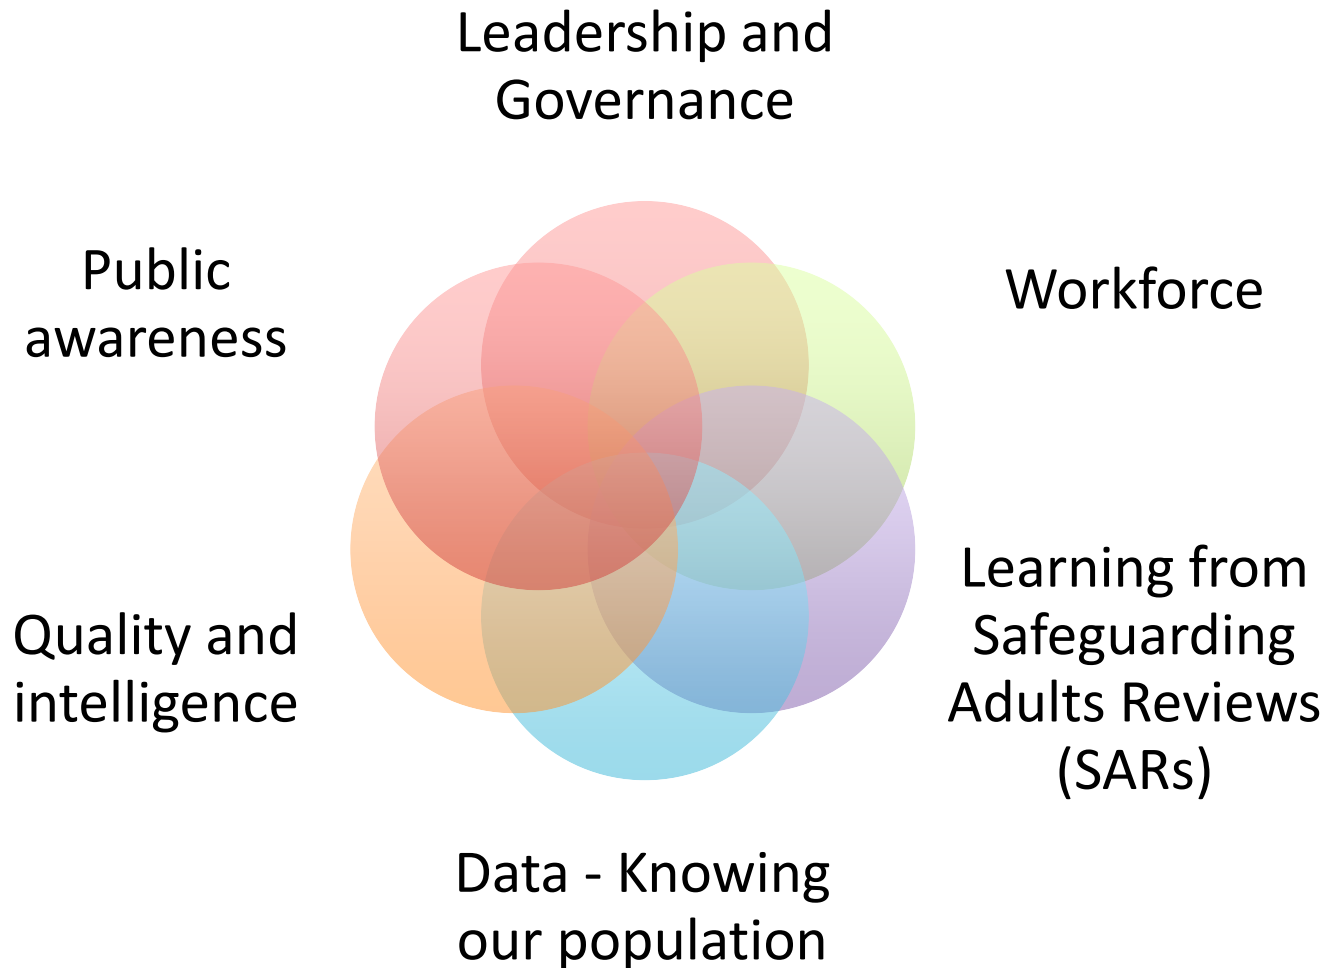 Leadership and
Governance
Public
awareness
Workforce
Quality and
intelligence
Learning from
Safeguarding
Adults Reviews
(SARs)
Data - Knowing
our population